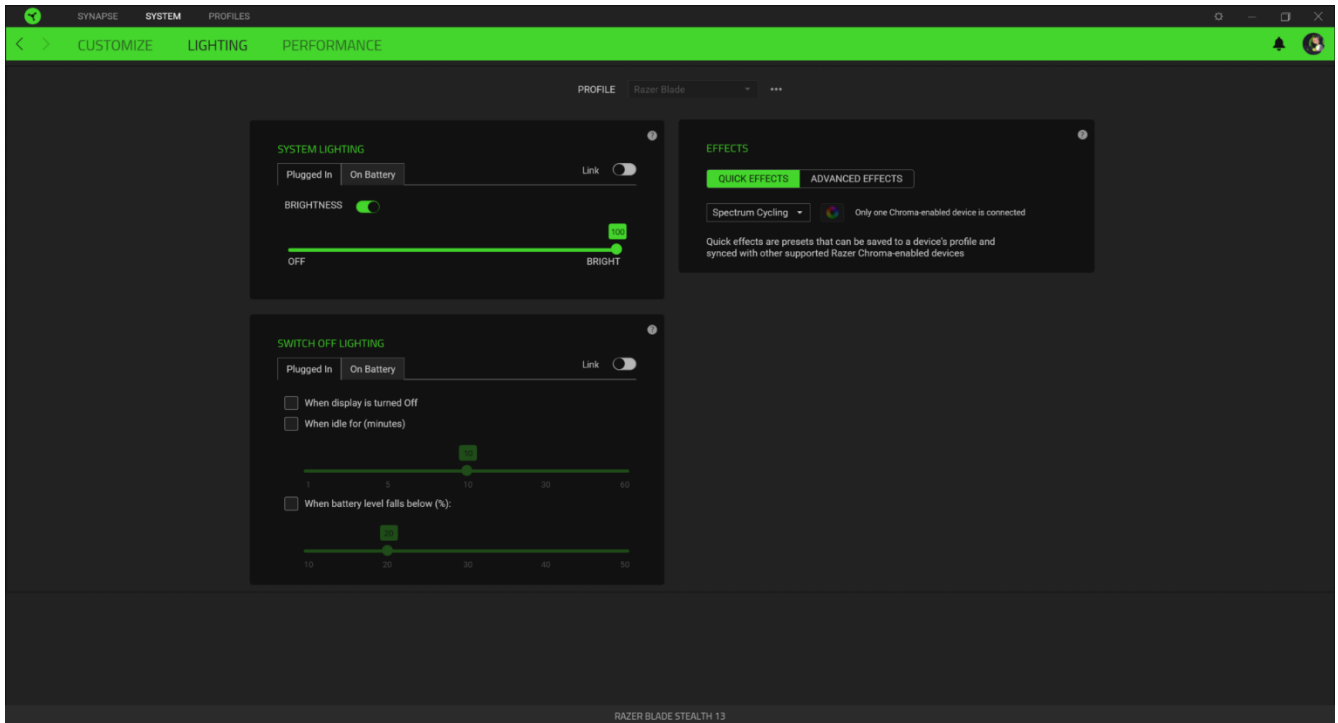 SYNAPSE SYSTEM PROFILES
CUSTOMIZE LIGHTING PERFORMANCE
PROFILE Razer Blade
SYSTEM LIGHTING
Plugged In On Battery Link
BRIGHTNESS
100
OFF BRIGHT
SWITCH OFF LIGHTING
Plugged In On Battery Link
When display is turned Off
When idle for (minutes)
10
1 5 10 30 60
When battery level falls below (%):
20
10 20 30 40 50
EFFECTS
QUICK EFFECTS ADVANCED EFFECTS
Spectrum Cycling Only one Chroma-enabled device is connected
Quick effects are presets that can be saved to a device's profile and
synced with other supported Razer Chroma-enabled devices
RAZER BLADE STEALTH 13